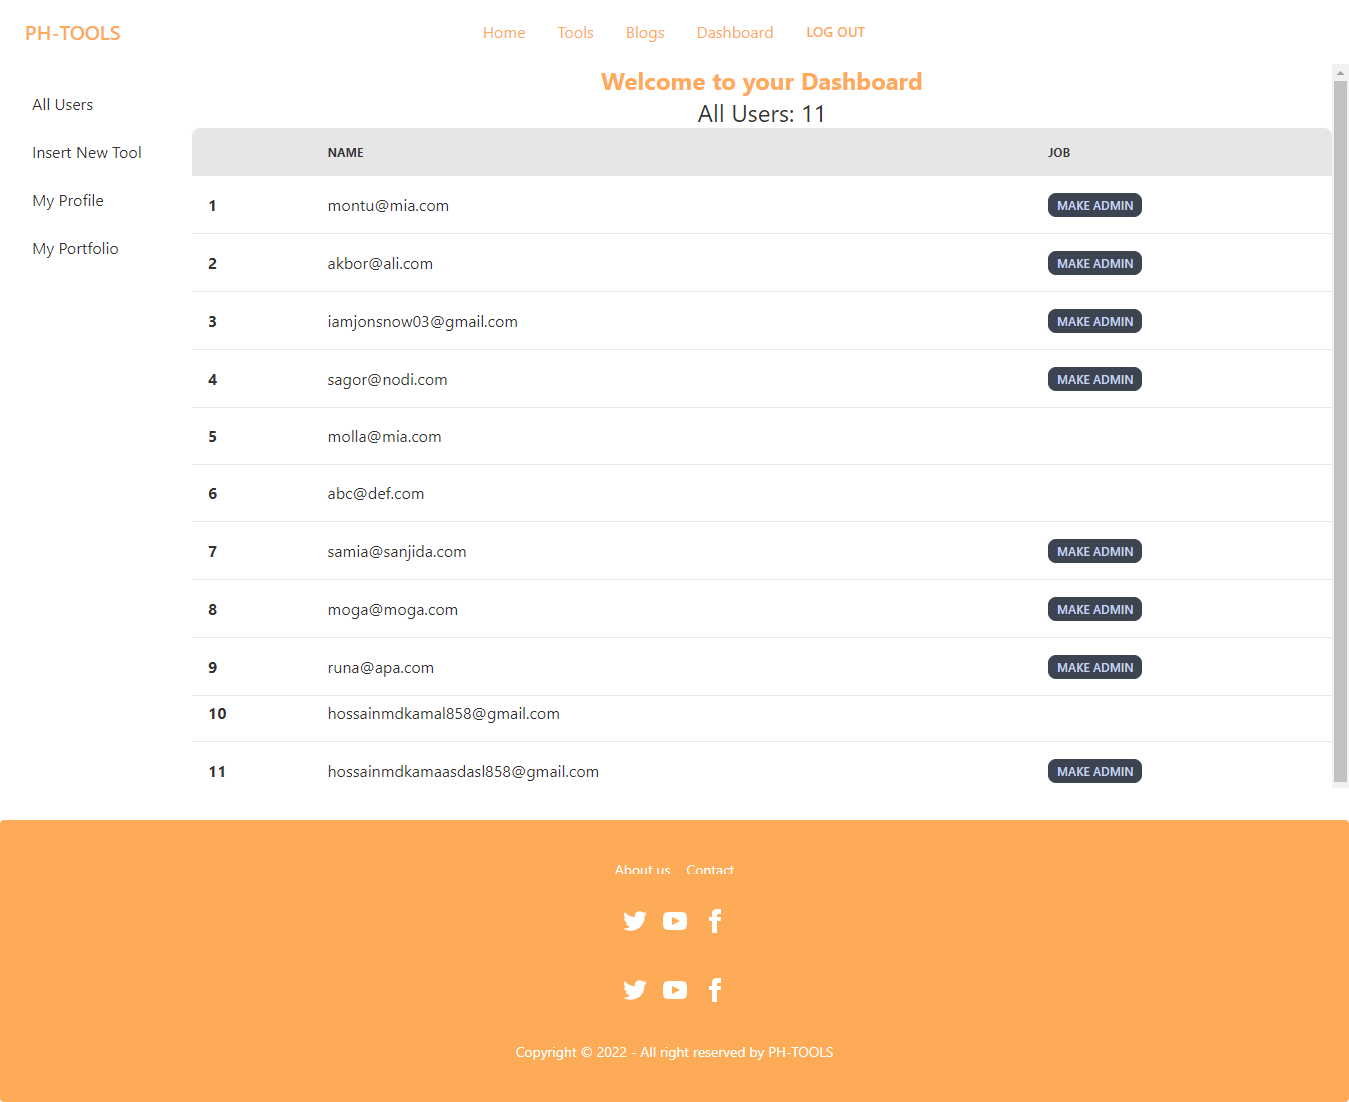 PH-TOOLS Home Tools Blogs Dashboard LOG OUT
All Users
Insert New Tool
My Profile
My Portfolio
Welcome to your Dashboard
All Users: 11
NAME JOB
1 montu@mia.com MAKE ADMIN
2 akbor@ali.com MAKE ADMIN
3 iamjonsnow03@gmail.com MAKE ADMIN
4 sagor@nodi.com MAKE ADMIN
5 molla@mia.com
6 abc@def.com
7 samia@sanjida.com MAKE ADMIN
8 moga@moga.com MAKE ADMIN
9 runa@apa.com MAKE ADMIN
10 hossainmdkamal858@gmail.com
11 hossainmdkamaasdasl858@gmail.com MAKE ADMIN
About us Contact
Copyright © 2022 - All right reserved by PH-TOOLS